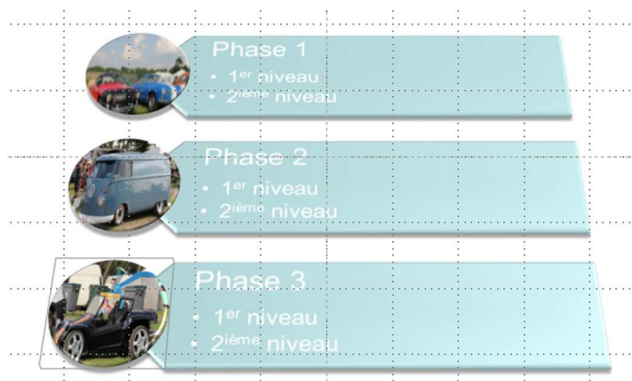 Phase 1
• 1er niveau
• 2ième niveau
Phase 2
• 1er niveau
• 2ième niveau
Phase 3
• 1er niveau
• 2ième niveau